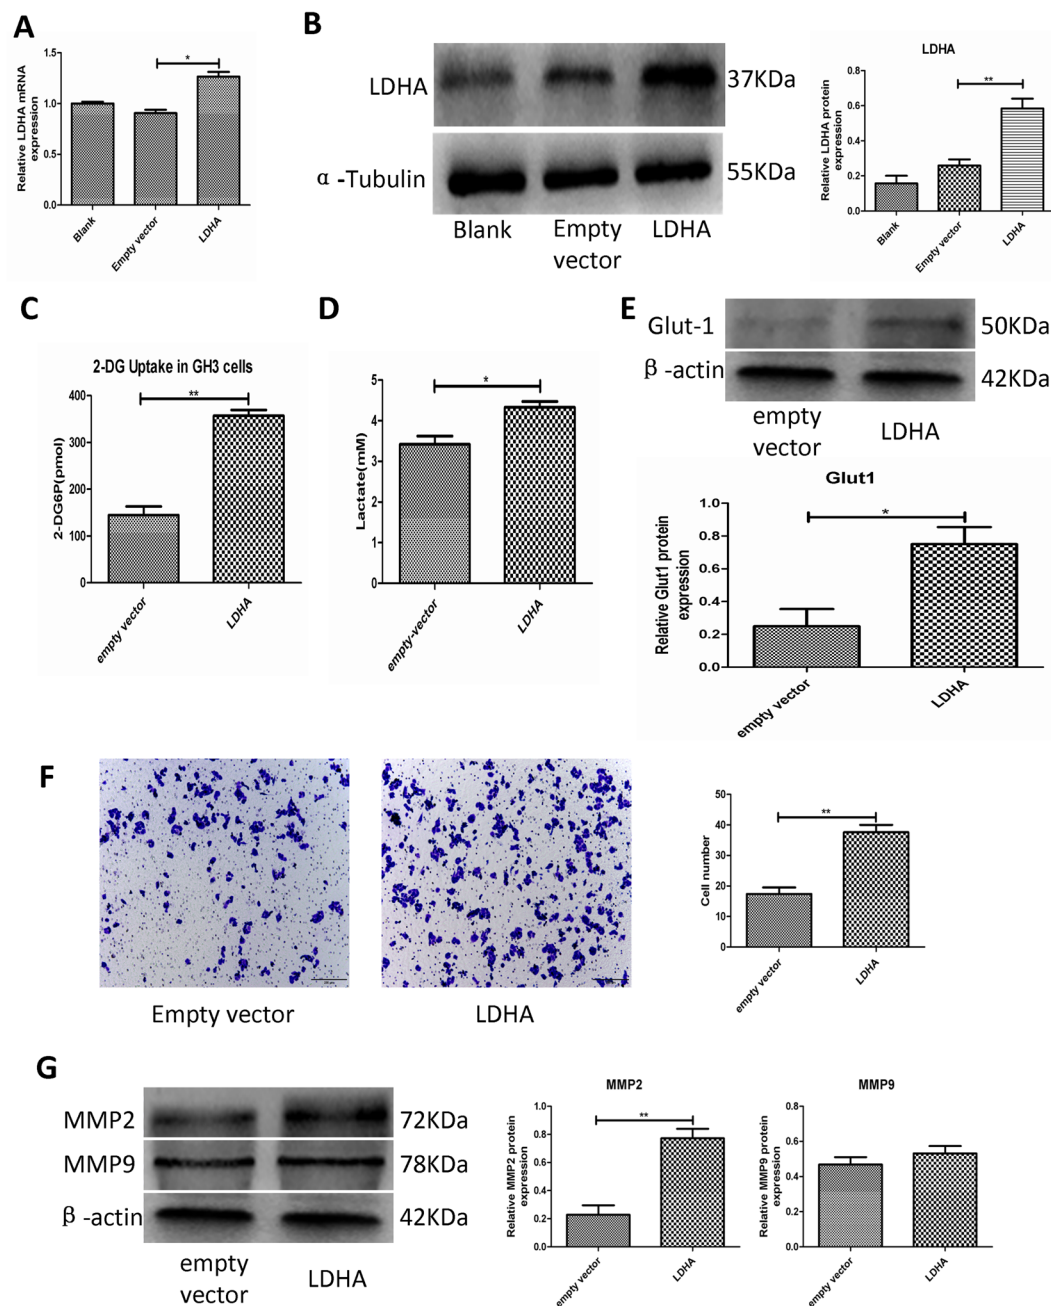 A
Relative LDHA mRNA
expression
1.5
1.0
0.5
0.0
*
Blank
Empty vector
LDHA
B
LDHA
37KDa
α-Tubulin
55KDa
Blank
Empty
vector
LDHA
LDHA
Relative LDHA protein
expression
0.8
0.6
0.4
0.2
0.0
**
Blank
Empty vector
LDHA
C
2-DG Uptake in GH3 cells
2-DG6P(pmol)
400
300
200
100
0
**
empty vector
LDHA
D
Lactate(mM)
5
4
3
2
1
0
*
empty-vector
LDHA
E
Glut-1
50KDa
β-actin
42KDa
empty
vector
LDHA
Glut1
Relative Glut1 protein
expression
1.0
0.8
0.6
0.4
0.2
0.0
*
empty vector
LDHA
F
Empty vector
LDHA
Cell number
50
40
30
20
10
0
**
empty vector
LDHA
G
MMP2
72KDa
MMP9
78KDa
β-actin
42KDa
empty
vector
LDHA
MMP2
Relative MMP2 protein
expression
1.0
0.8
0.6
0.4
0.2
0.0
**
empty vector
LDHA
MMP9
Relative MMP9 protein
expression
0.8
0.6
0.4
0.2
0.0
empty vector
LDHA